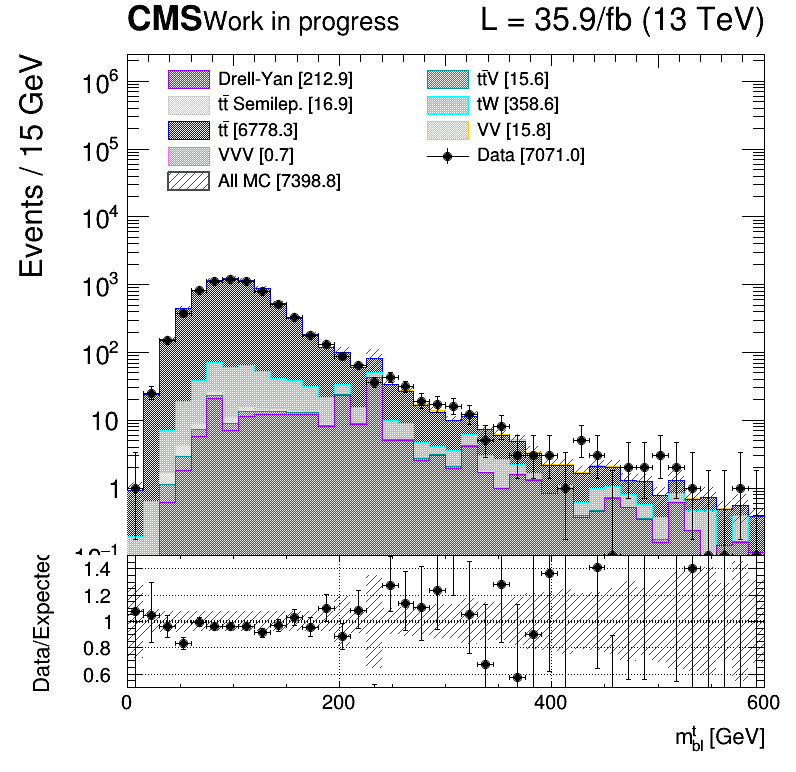 CMS Work in progress L = 35.9/fb (13 TeV)
Events / 15 GeV
Drell-Yan [212.9]
tt̄ Semilep. [16.9]
tt̄ [6778.3]
VVV [0.7]
All MC [7398.8]
tt̄V [15.6]
tW [358.6]
VV [15.8]
Data [7071.0]
10⁶
10⁵
10⁴
10³
10²
10
1
10⁻¹
Data/Expected
1.4
1.2
1
0.8
0.6
0 200 400 600
m^t_bl [GeV]